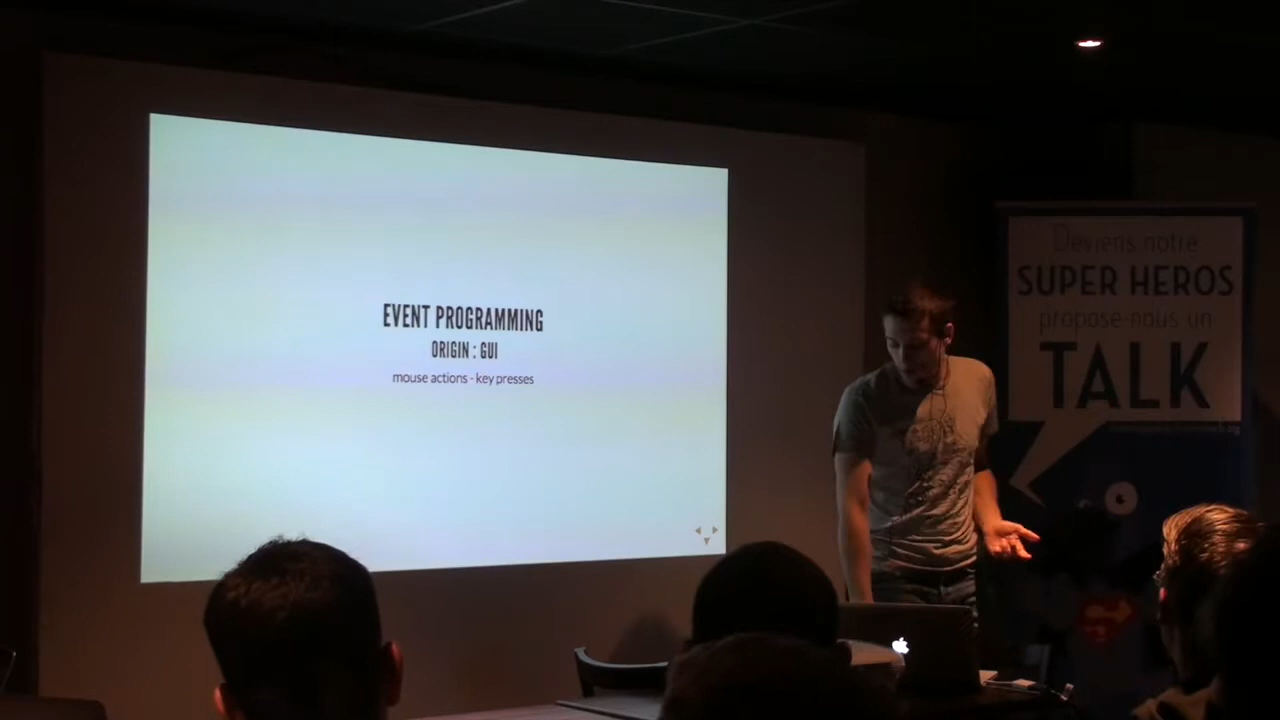 EVENT PROGRAMMING
ORIGIN : GUI
mouse actions - key presses
Deviens notre
SUPER HEROS
propose-nous un
TALK